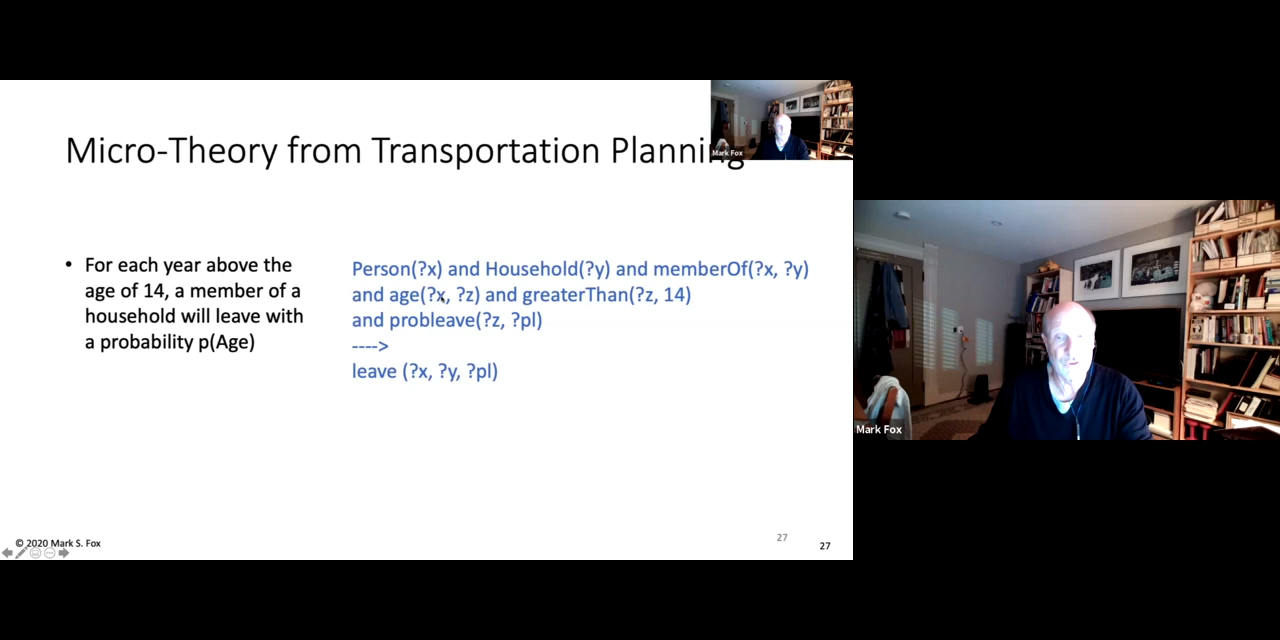 Micro-Theory from Transportation Planning
Mark Fox
• For each year above the
age of 14, a member of a
household will leave with
a probability p(Age)
Person(?x) and Household(?y) and memberOf(?x, ?y)
and age(?x, ?z) and greaterThan(?z, 14)
and probleave(?z, ?pl)
---->
leave (?x, ?y, ?pl)
Mark Fox
© 2020 Mark S. Fox
27
27